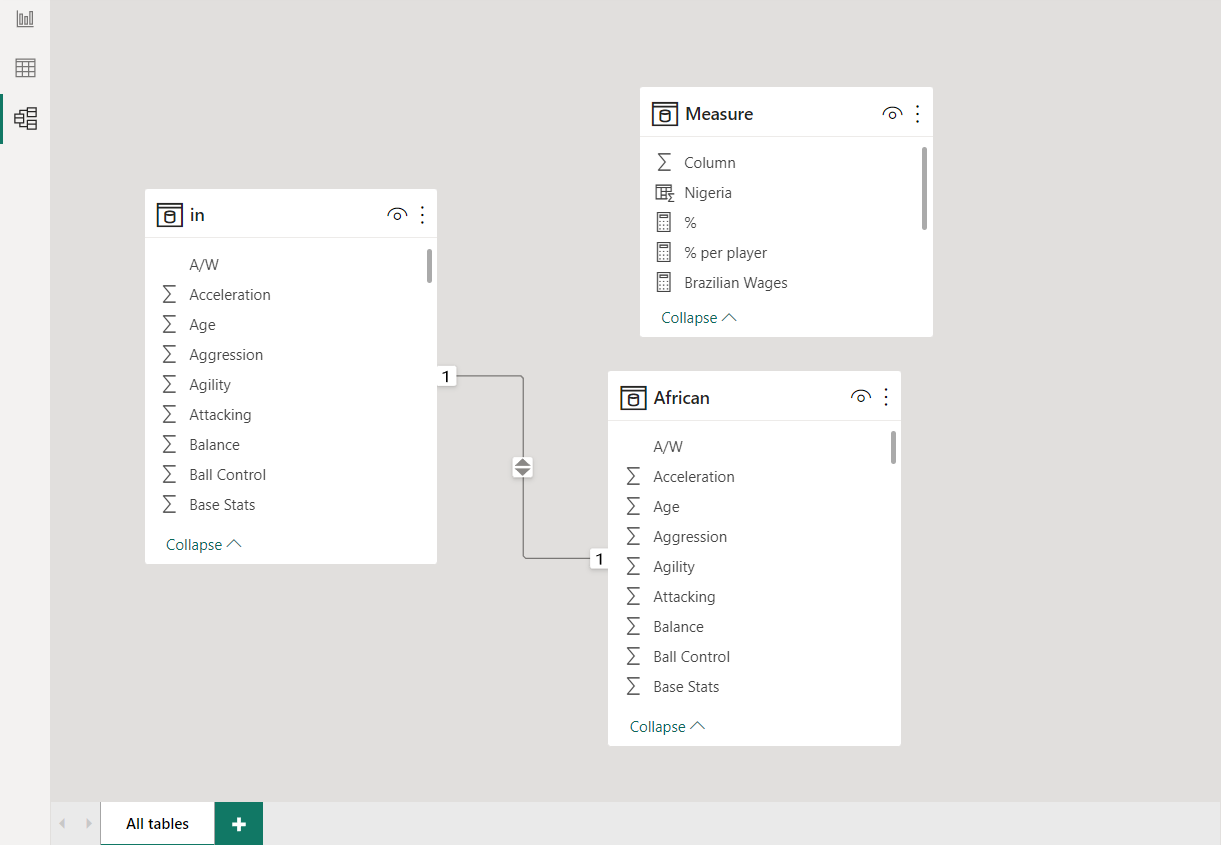 Measure
Column
Nigeria
%
% per player
Brazilian Wages
Collapse
in
A/W
Acceleration
Age
Aggression
Agility
Attacking
Balance
Ball Control
Base Stats
Collapse
1
1
African
A/W
Acceleration
Age
Aggression
Agility
Attacking
Balance
Ball Control
Base Stats
Collapse
All tables